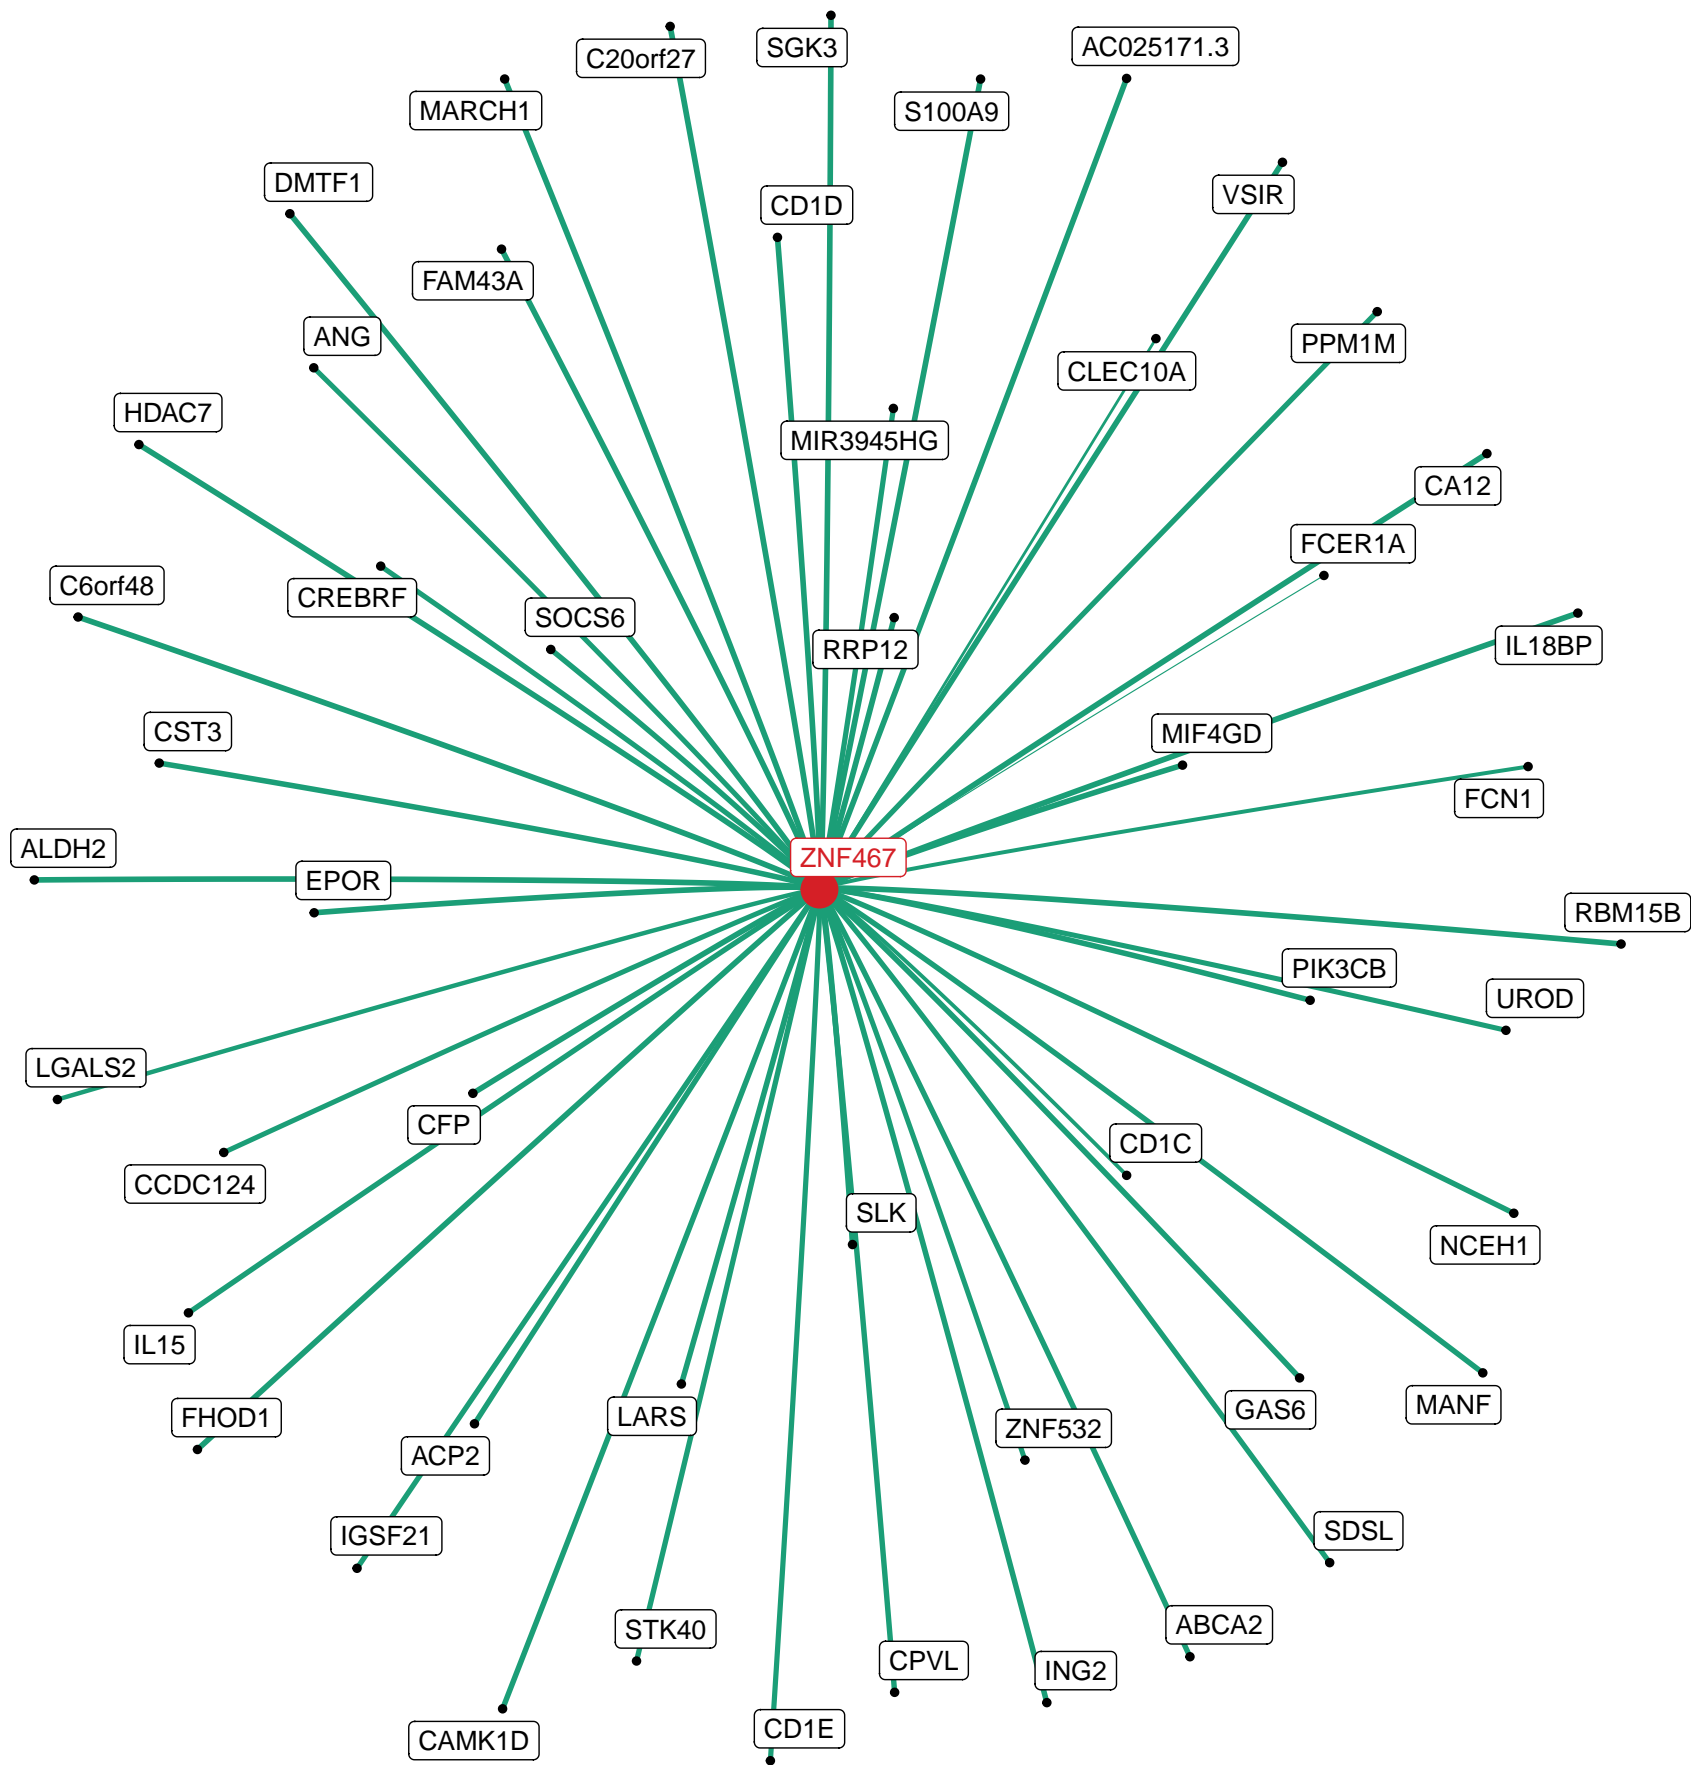 SGK3
AC025171.3
C20orf27
MARCH1
S100A9
DMTF1
VSIR
CD1D
FAM43A
ANG
PPM1M
CLEC10A
HDAC7
MIR3945HG
CA12
FCER1A
C6orf48
CREBRF
SOCS6
RRP12
IL18BP
CST3
MIF4GD
FCN1
ALDH2
ZNF467
EPOR
RBM15B
PIK3CB
UROD
LGALS2
CFP
CD1C
CCDC124
SLK
NCEH1
IL15
MANF
GAS6
FHOD1
LARS
ZNF532
ACP2
SDSL
IGSF21
ABCA2
STK40
CPVL
ING2
CD1E
CAMK1D